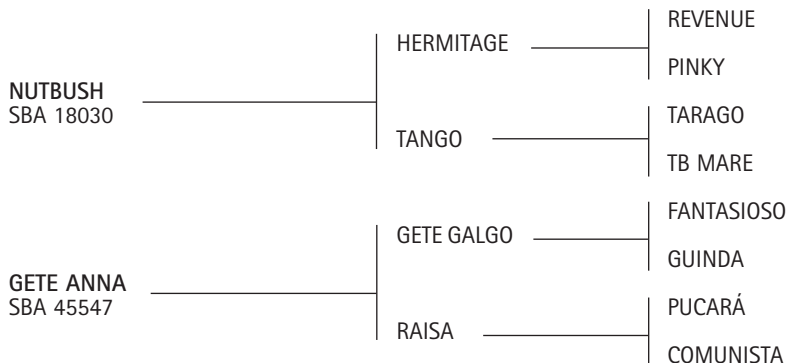 REVENUE
HERMITAGE
PINKY
NUTBUSH
SBA 18030
TARAGO
TANGO
TB MARE
FANTASIOSO
GETE GALGO
GUINDA
GETE ANNA
SBA 45547
PUCARÁ
RAISA
COMUNISTA